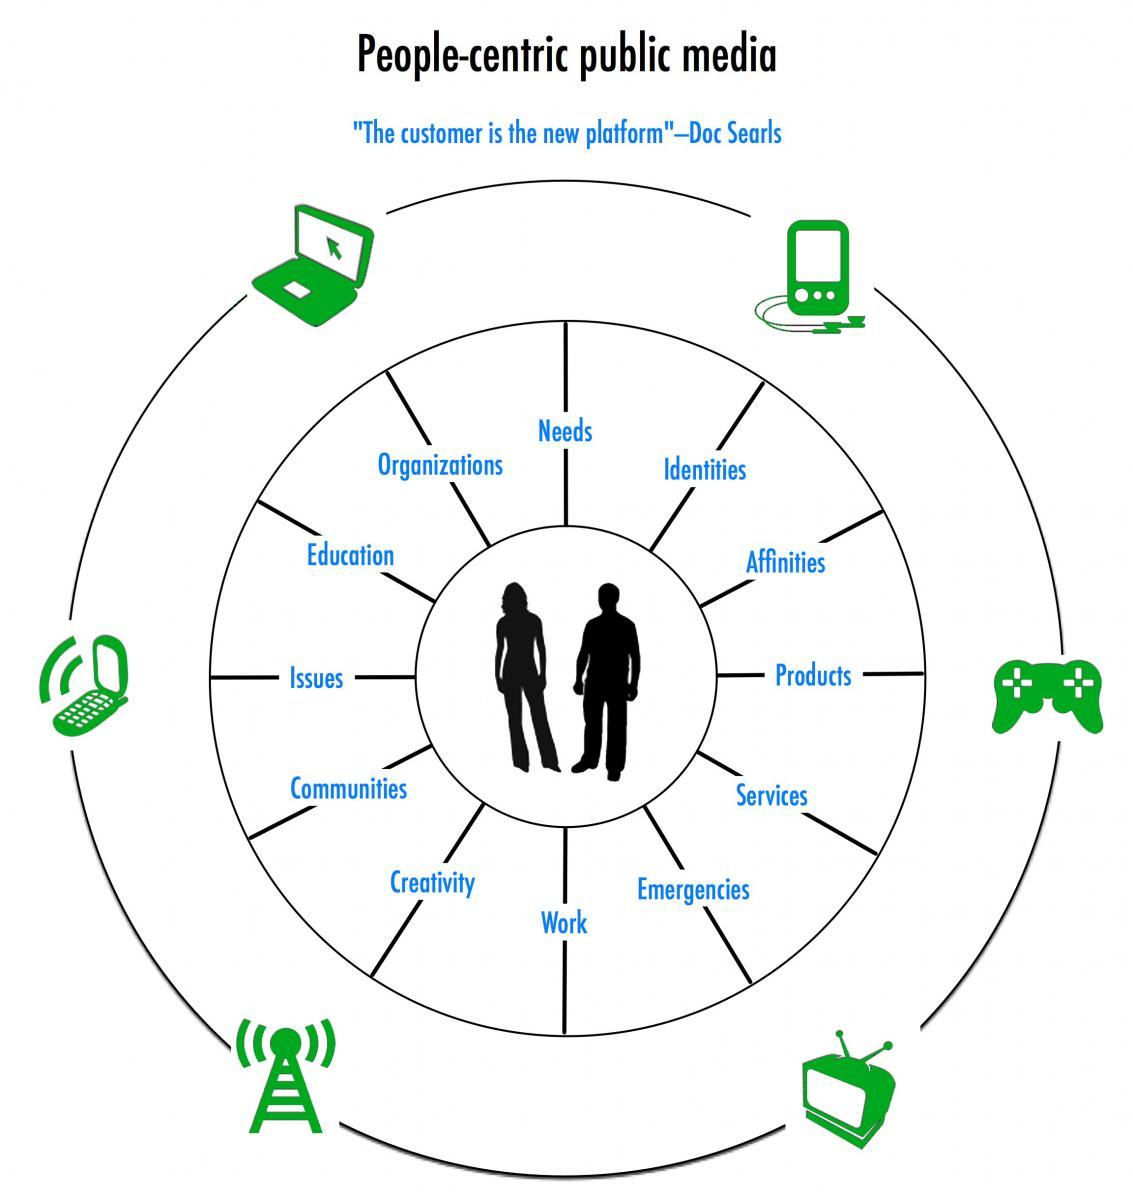 People-centric public media
"The customer is the new platform"—Doc Searls
Needs
Organizations
Identities
Education
Affinities
Issues
Products
Communities
Services
Creativity
Emergencies
Work